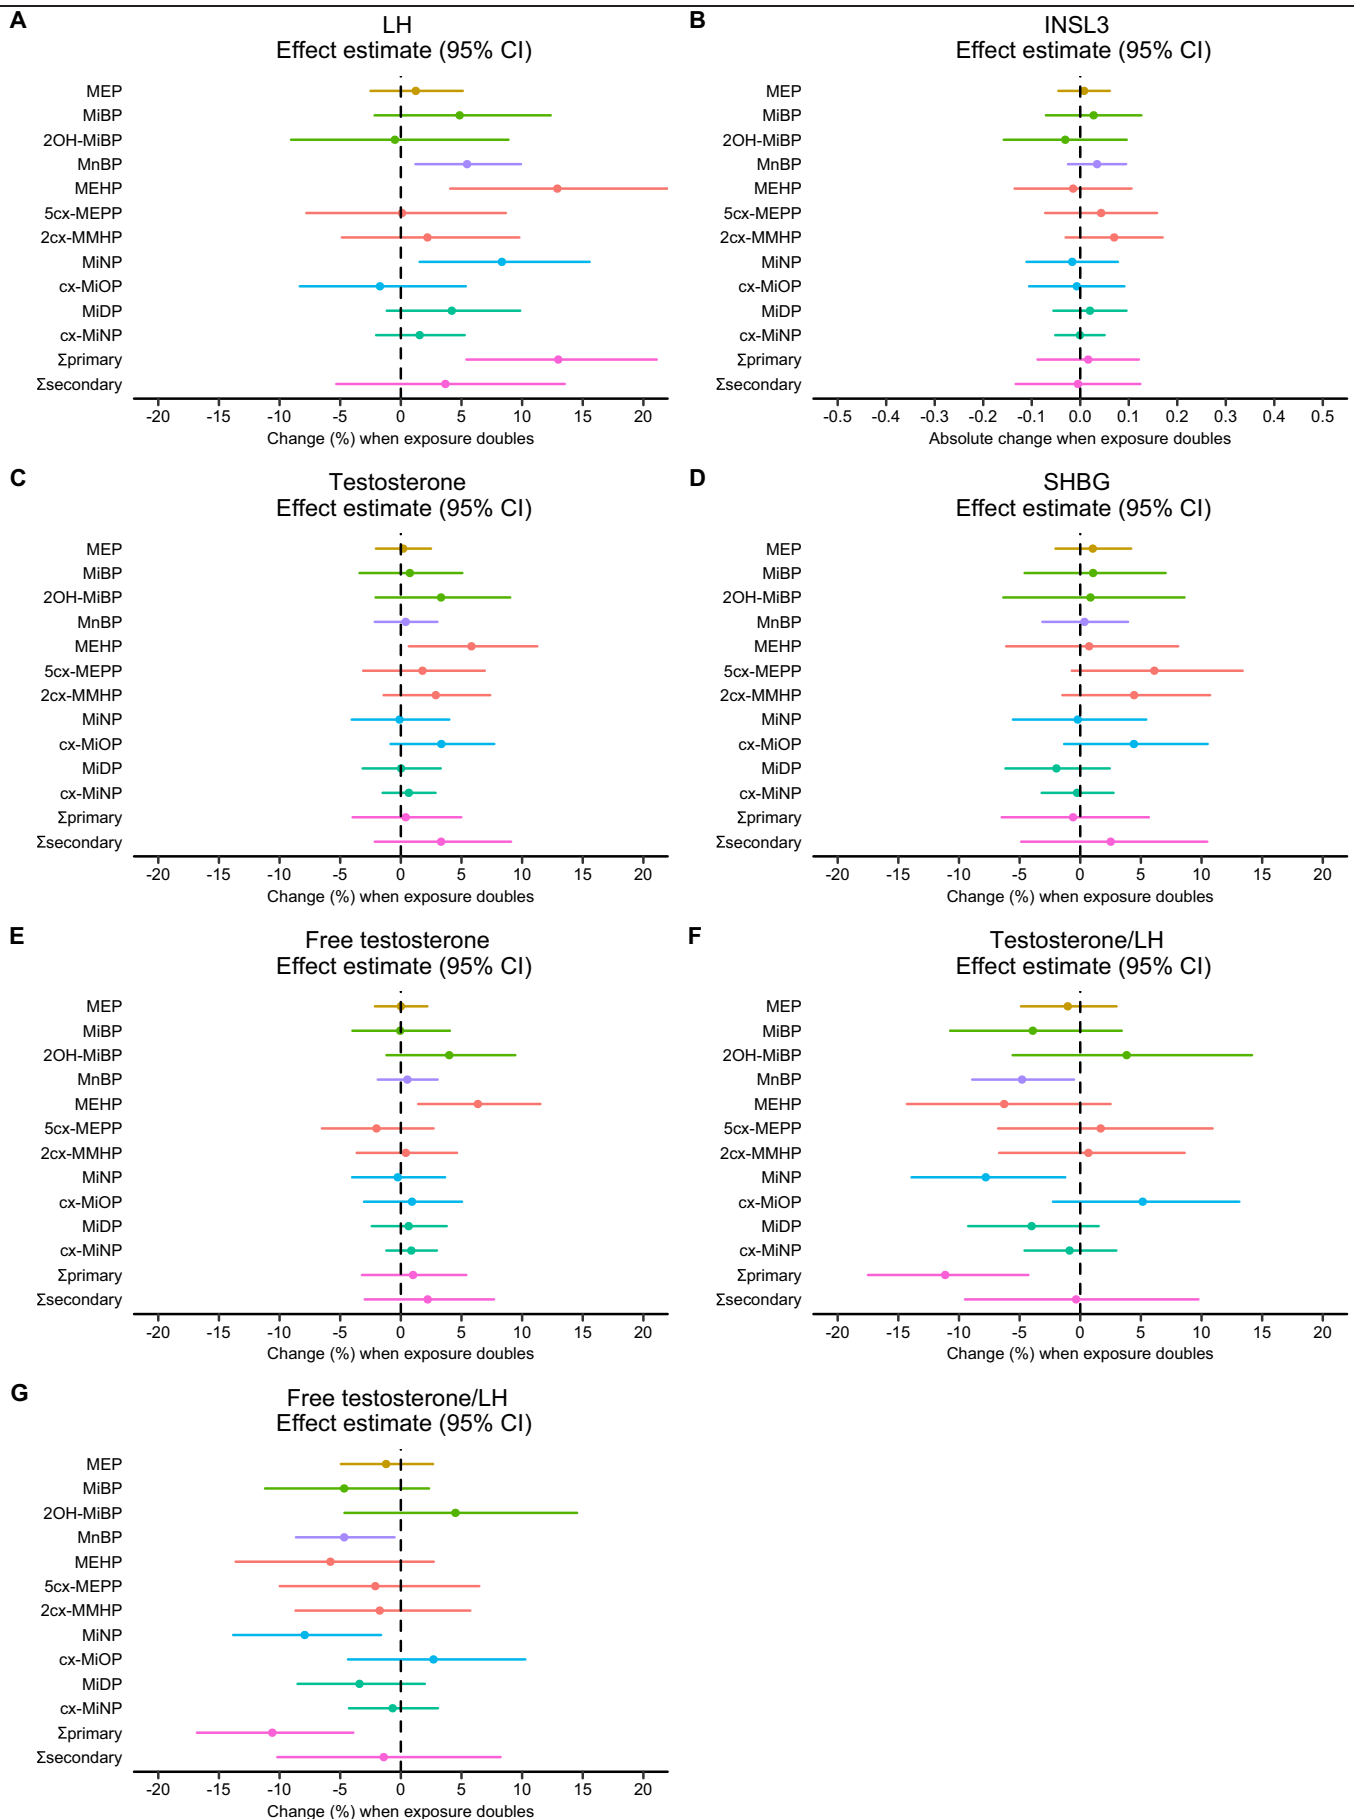 A
LH
Effect estimate (95% CI)
MEP
MiBP
2OH-MiBP
MnBP
MEHP
5cx-MEPP
2cx-MMHP
MiNP
cx-MiOP
MiDP
cx-MiNP
Σprimary
Σsecondary
-20 -15 -10 -5 0 5 10 15 20
Change (%) when exposure doubles
B
INSL3
Effect estimate (95% CI)
MEP
MiBP
2OH-MiBP
MnBP
MEHP
5cx-MEPP
2cx-MMHP
MiNP
cx-MiOP
MiDP
cx-MiNP
Σprimary
Σsecondary
-0.5 -0.4 -0.3 -0.2 -0.1 0.0 0.1 0.2 0.3 0.4 0.5
Absolute change when exposure doubles
C
Testosterone
Effect estimate (95% CI)
MEP
MiBP
2OH-MiBP
MnBP
MEHP
5cx-MEPP
2cx-MMHP
MiNP
cx-MiOP
MiDP
cx-MiNP
Σprimary
Σsecondary
-20 -15 -10 -5 0 5 10 15 20
Change (%) when exposure doubles
D
SHBG
Effect estimate (95% CI)
MEP
MiBP
2OH-MiBP
MnBP
MEHP
5cx-MEPP
2cx-MMHP
MiNP
cx-MiOP
MiDP
cx-MiNP
Σprimary
Σsecondary
-20 -15 -10 -5 0 5 10 15 20
Change (%) when exposure doubles
E
Free testosterone
Effect estimate (95% CI)
MEP
MiBP
2OH-MiBP
MnBP
MEHP
5cx-MEPP
2cx-MMHP
MiNP
cx-MiOP
MiDP
cx-MiNP
Σprimary
Σsecondary
-20 -15 -10 -5 0 5 10 15 20
Change (%) when exposure doubles
F
Testosterone/LH
Effect estimate (95% CI)
MEP
MiBP
2OH-MiBP
MnBP
MEHP
5cx-MEPP
2cx-MMHP
MiNP
cx-MiOP
MiDP
cx-MiNP
Σprimary
Σsecondary
-20 -15 -10 -5 0 5 10 15 20
Change (%) when exposure doubles
G
Free testosterone/LH
Effect estimate (95% CI)
MEP
MiBP
2OH-MiBP
MnBP
MEHP
5cx-MEPP
2cx-MMHP
MiNP
cx-MiOP
MiDP
cx-MiNP
Σprimary
Σsecondary
-20 -15 -10 -5 0 5 10 15 20
Change (%) when exposure doubles